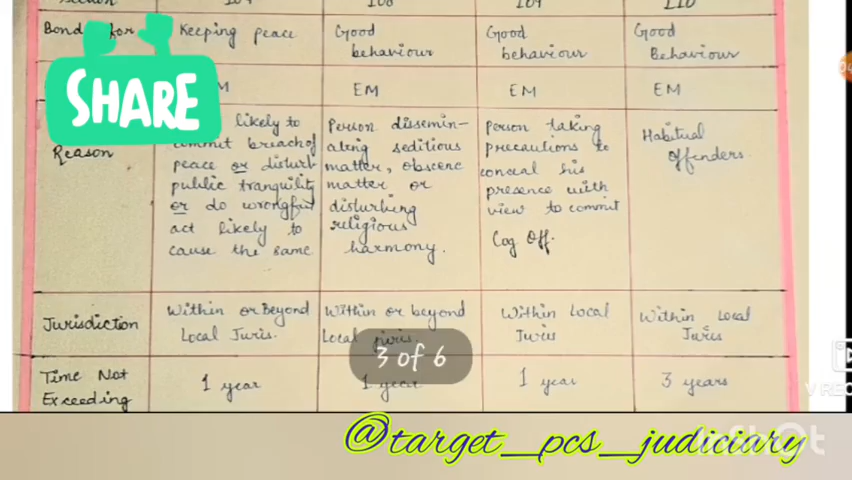 Bond for Keeping peace Good behaviour Good behaviour Good Behaviour
SHARE
M EM EM EM
Reason
likely to commit breach of peace or disturb public tranquility or do wrongful act likely to cause the same
Person dissemin-
ating seditious
matter, obscene
matter or
disturbing
religious
harmony.
Person taking
precautions to
conceal his
presence with
view to commit
Cog Off.
Habitual
offenders.
Jurisdiction
Within or Beyond
Local Juris.
Within or beyond
Local juris.
Within Local
Juris
Within Local
Juris
Time Not
Exceeding
1 year
1 year
1 year
3 years
3 of 6
@target_pcs_judiciary